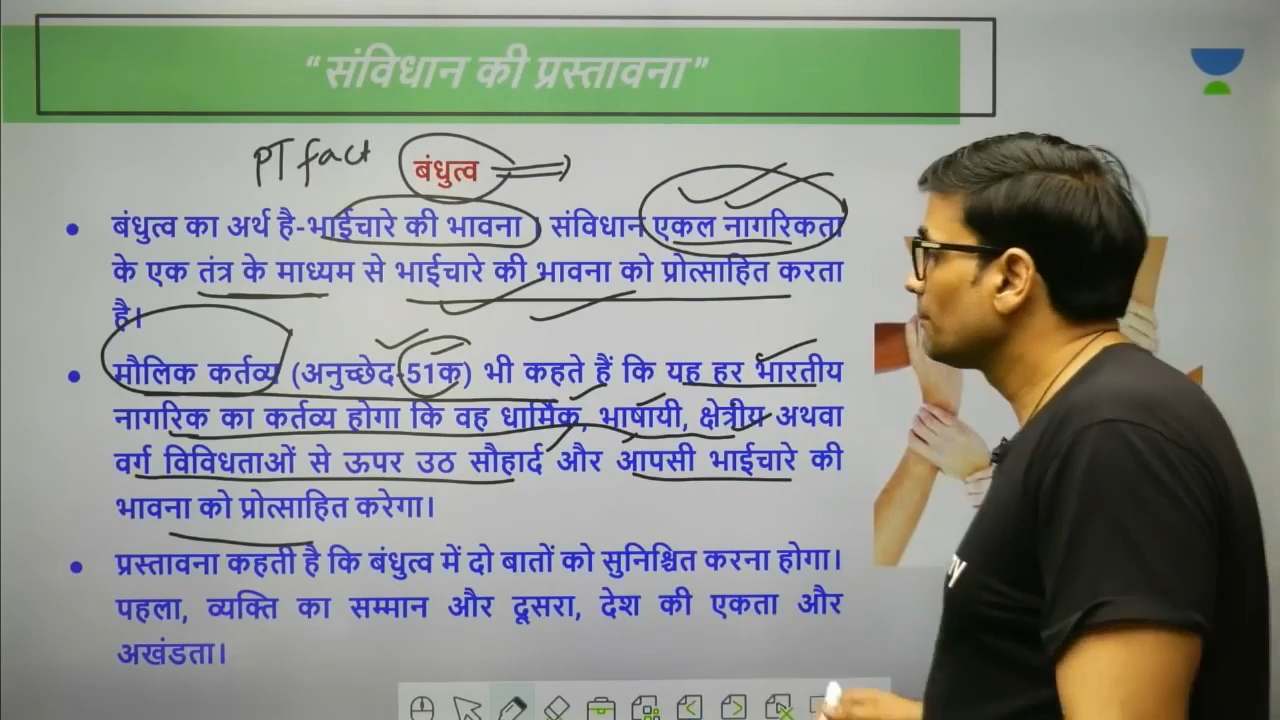 “संविधान की प्रस्तावना”
PT fact बंधुत्व
बंधुत्व का अर्थ है-भाईचारे की भावना। संविधान एकल नागरिकता
के एक तंत्र के माध्यम से भाईचारे की भावना को प्रोत्साहित करता
है।
मौलिक कर्तव्य (अनुच्छेद-51क) भी कहते हैं कि यह हर भारतीय
नागरिक का कर्तव्य होगा कि वह धार्मिक, भाषायी, क्षेत्रीय अथवा
वर्ग विविधताओं से ऊपर उठ सौहार्द और आपसी भाईचारे की
भावना को प्रोत्साहित करेगा।
प्रस्तावना कहती है कि बंधुत्व में दो बातों को सुनिश्चित करना होगा।
पहला, व्यक्ति का सम्मान और दूसरा, देश की एकता और
अखंडता।